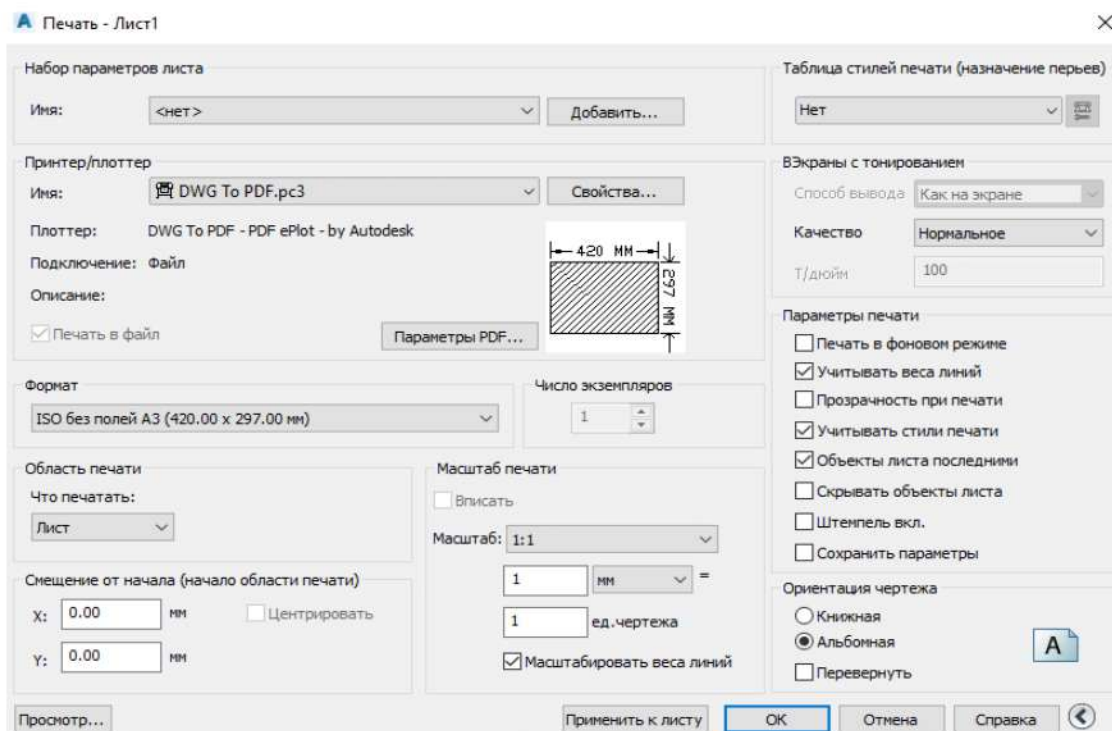 Печать - Лист1
Набор параметров листа
Имя: <нет> Добавить...
Таблица стилей печати (назначение перьев)
Нет
Принтер/плоттер
Имя: DWG To PDF.pc3 Свойства...
Плоттер: DWG To PDF - PDF ePlot - by Autodesk
Подключение: Файл
Описание:
Печать в файл
Параметры PDF...
420 MM
297 MM
ВЭкраны с тонированием
Способ вывода Как на экране
Качество Нормальное
Т/дюйм 100
Формат
ISO без полей A3 (420.00 x 297.00 мм)
Число экземпляров
1
Параметры печати
Печать в фоновом режиме
Учитывать веса линий
Прозрачность при печати
Учитывать стили печати
Объекты листа последними
Скрывать объекты листа
Штемпель вкл.
Сохранить параметры
Область печати
Что печатать:
Лист
Масштаб печати
Вписать
Масштаб: 1:1
1 мм =
1 ед.чертежа
Масштабировать веса линий
Смещение от начала (начало области печати)
X: 0.00 мм Центрировать
Y: 0.00 мм
Ориентация чертежа
Книжная
Альбомная
Перевернуть
A
Просмотр... Применить к листу ОК Отмена Справка